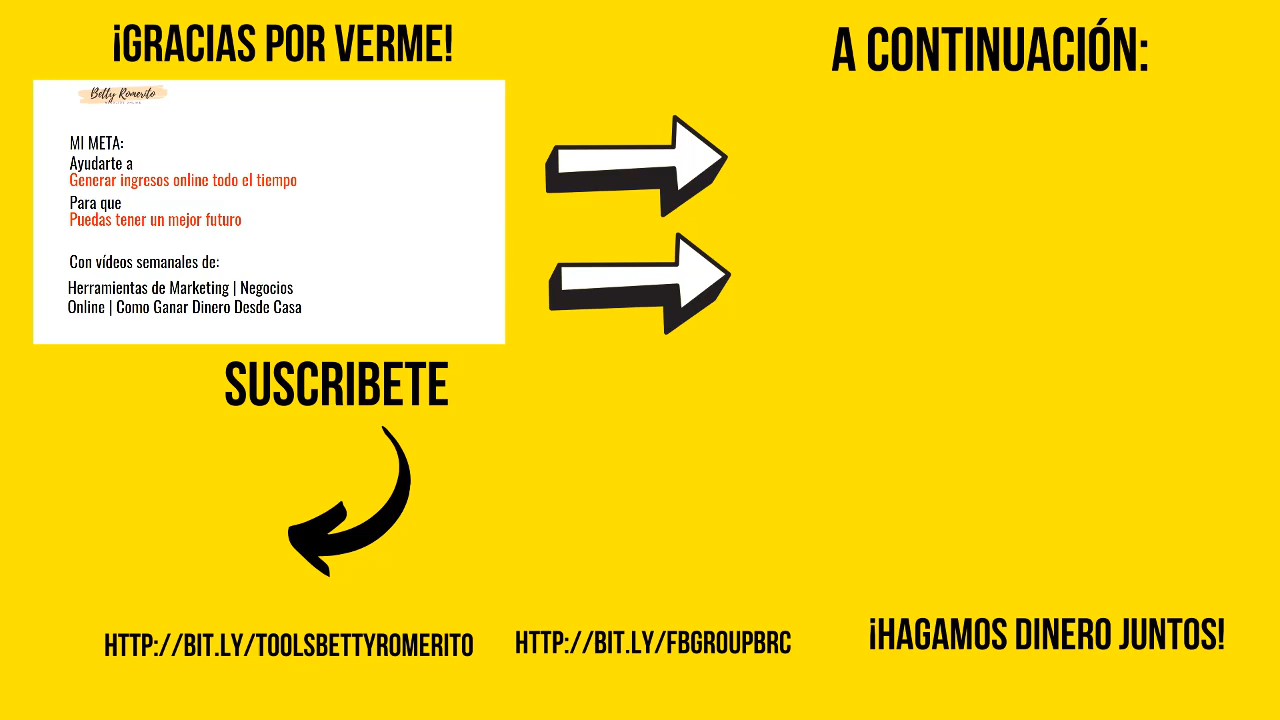 ¡GRACIAS POR VERME!
A CONTINUACIÓN:
Betty Romerito
MI META:
Ayudarte a
Generar ingresos online todo el tiempo
Para que
Puedas tener un mejor futuro
Con vídeos semanales de:
Herramientas de Marketing | Negocios
Online | Como Ganar Dinero Desde Casa
SUSCRIBETE
HTTP://BIT.LY/TOOLSBETTYROMERITO
HTTP://BIT.LY/FBGROUPBRC
¡HAGAMOS DINERO JUNTOS!